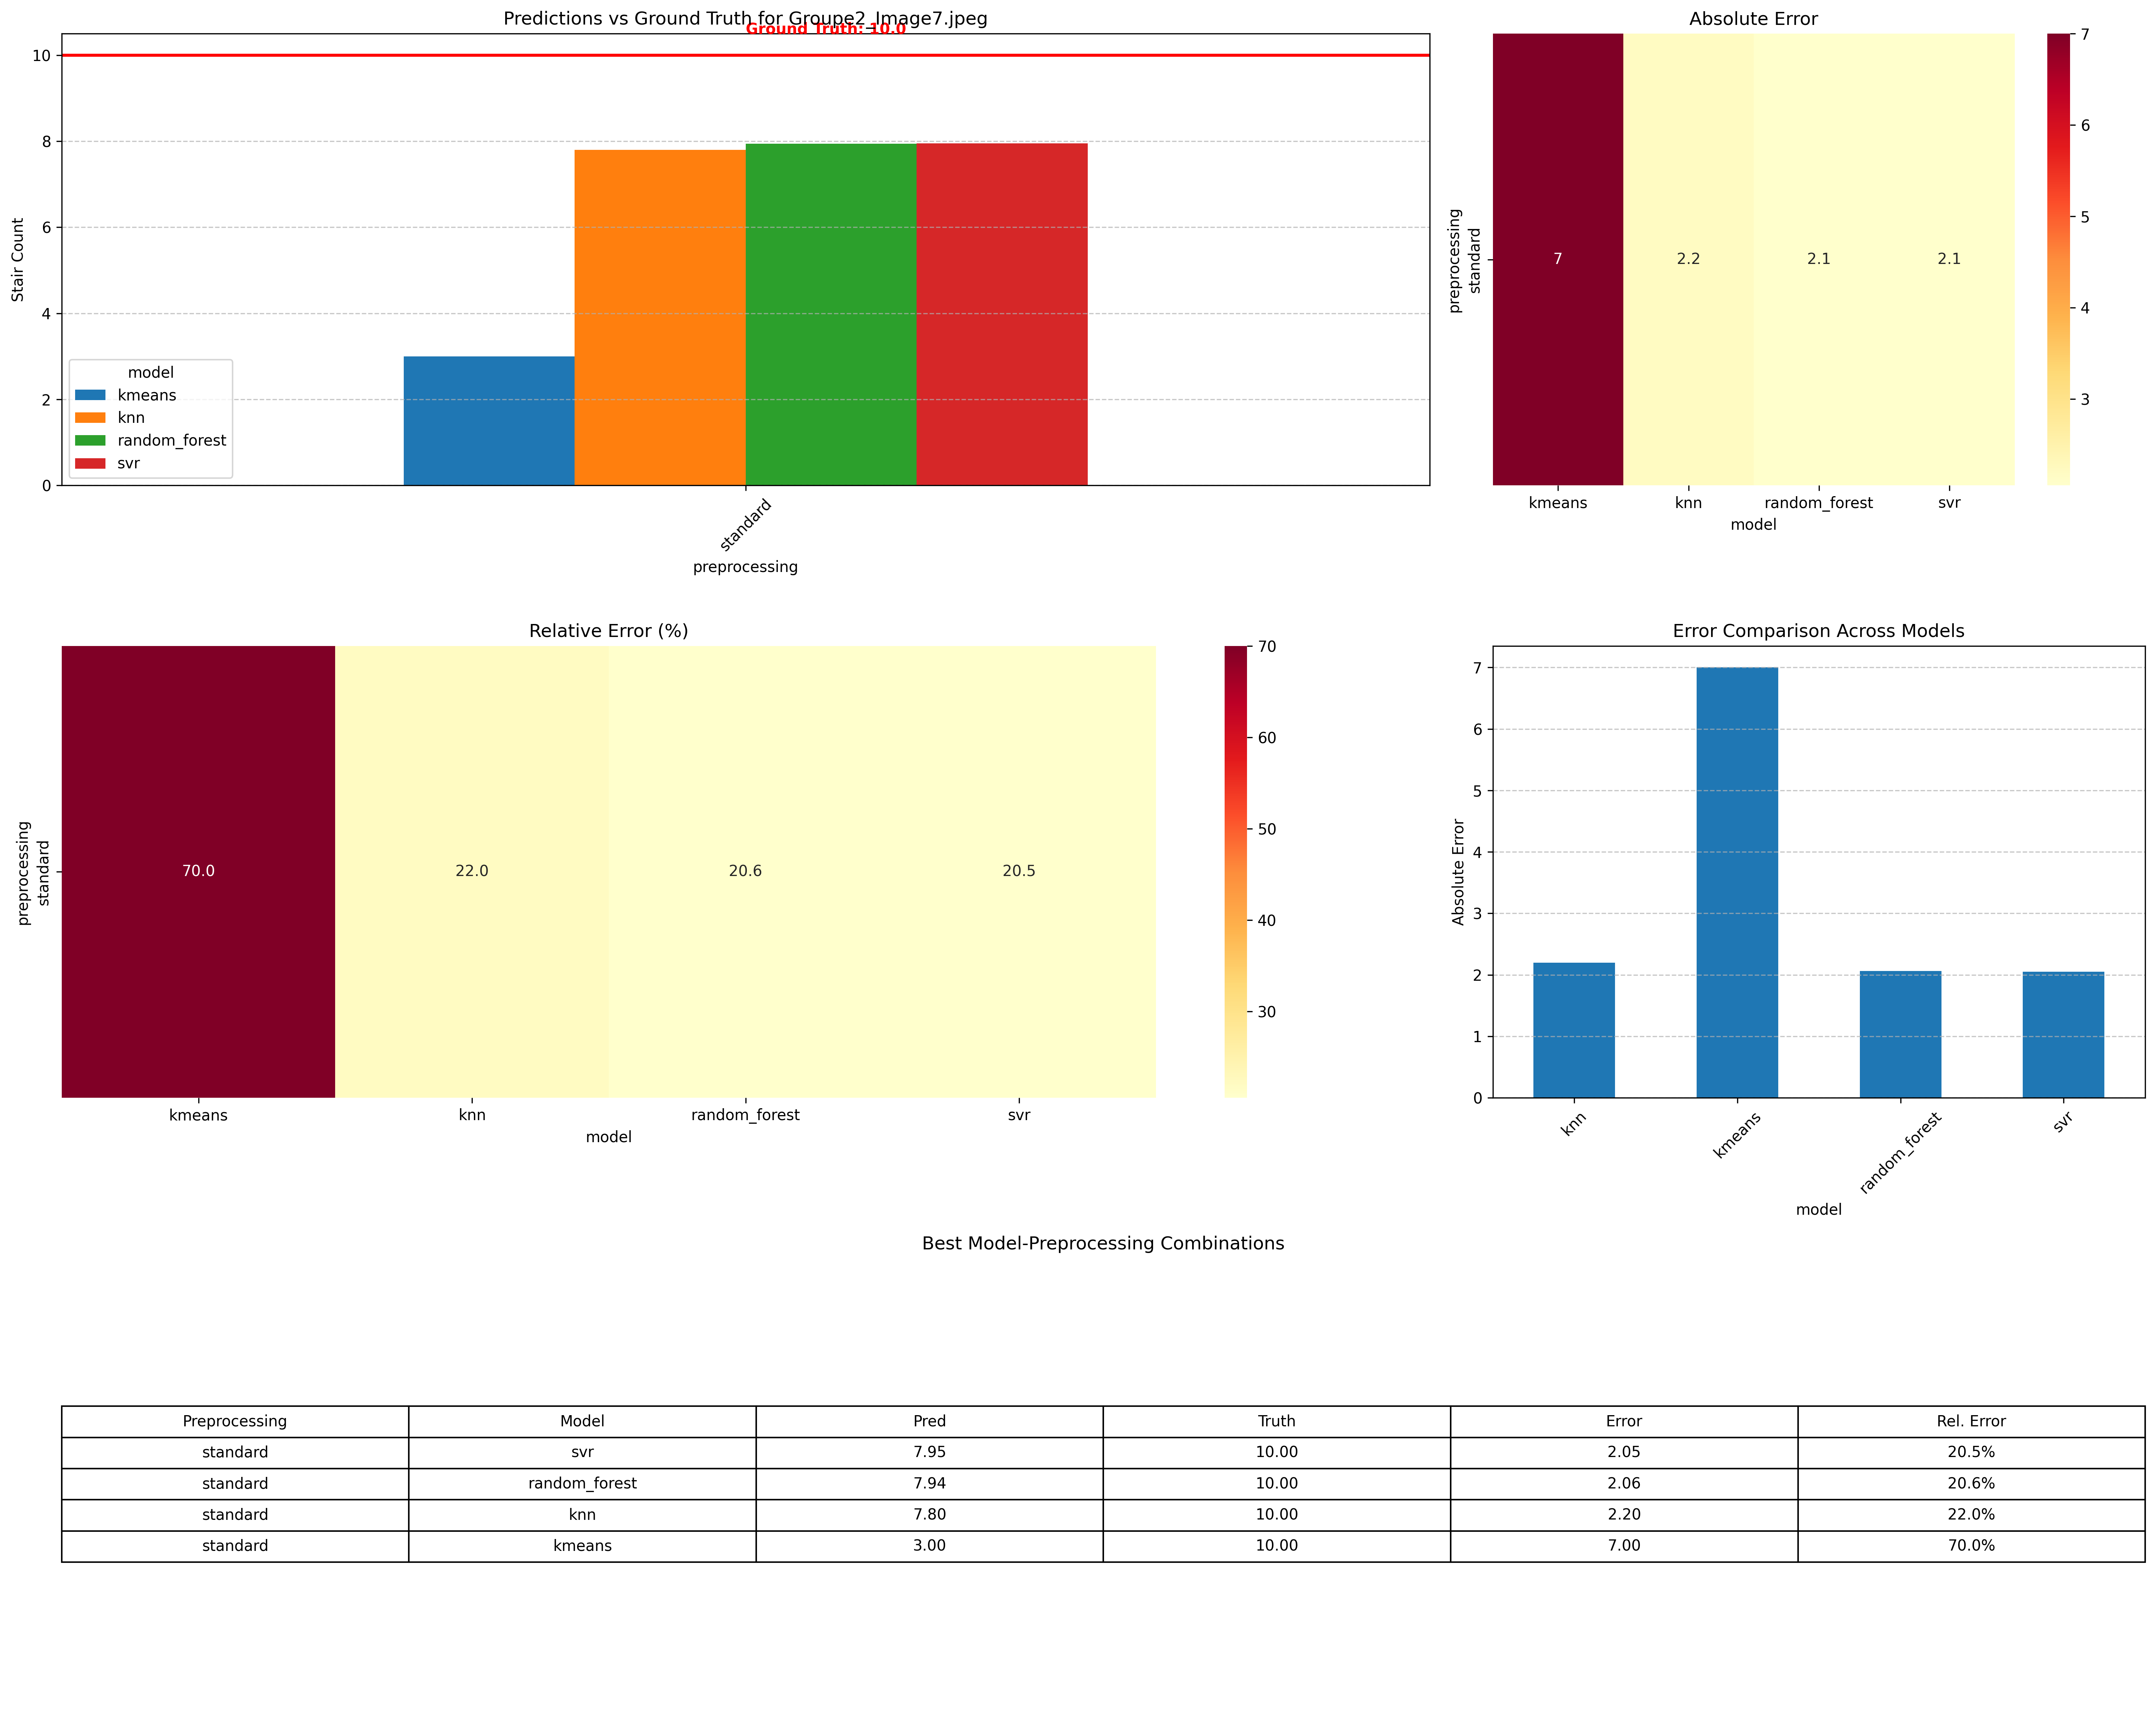 Predictions vs Ground Truth for Groupe2_Image7.jpeg
Ground Truth: 10.0
10
8
6
4
2
0
Stair Count
model
kmeans
knn
random_forest
svr
standard
preprocessing
Absolute Error
7 2.2 2.1 2.1
preprocessing
standard
kmeans knn random_forest svr
model
7
6
5
4
3
Relative Error (%)
70.0 22.0 20.6 20.5
preprocessing
standard
kmeans knn random_forest svr
model
70
60
50
40
30
Error Comparison Across Models
7
6
5
4
3
2
1
0
Absolute Error
knn kmeans random_forest svr
model
Best Model-Preprocessing Combinations
Preprocessing Model Pred Truth Error Rel. Error
standard svr 7.95 10.00 2.05 20.5%
standard random_forest 7.94 10.00 2.06 20.6%
standard knn 7.80 10.00 2.20 22.0%
standard kmeans 3.00 10.00 7.00 70.0%